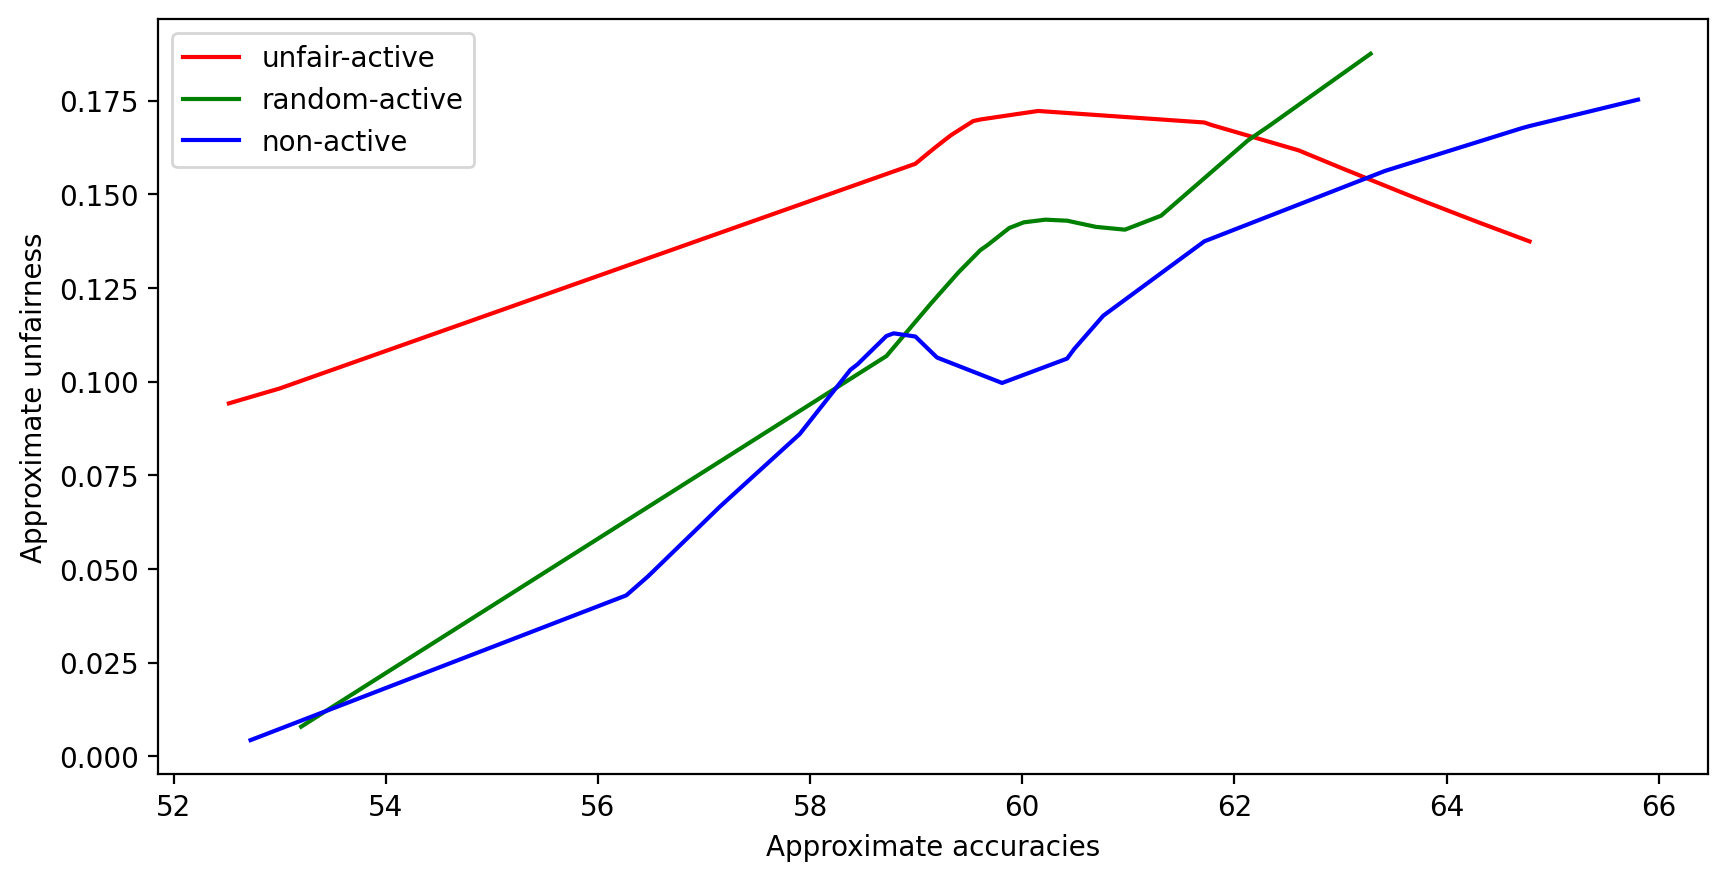 unfair-active
random-active
non-active
Approximate unfairness
0.175
0.150
0.125
0.100
0.075
0.050
0.025
0.000
52 54 56 58 60 62 64 66
Approximate accuracies